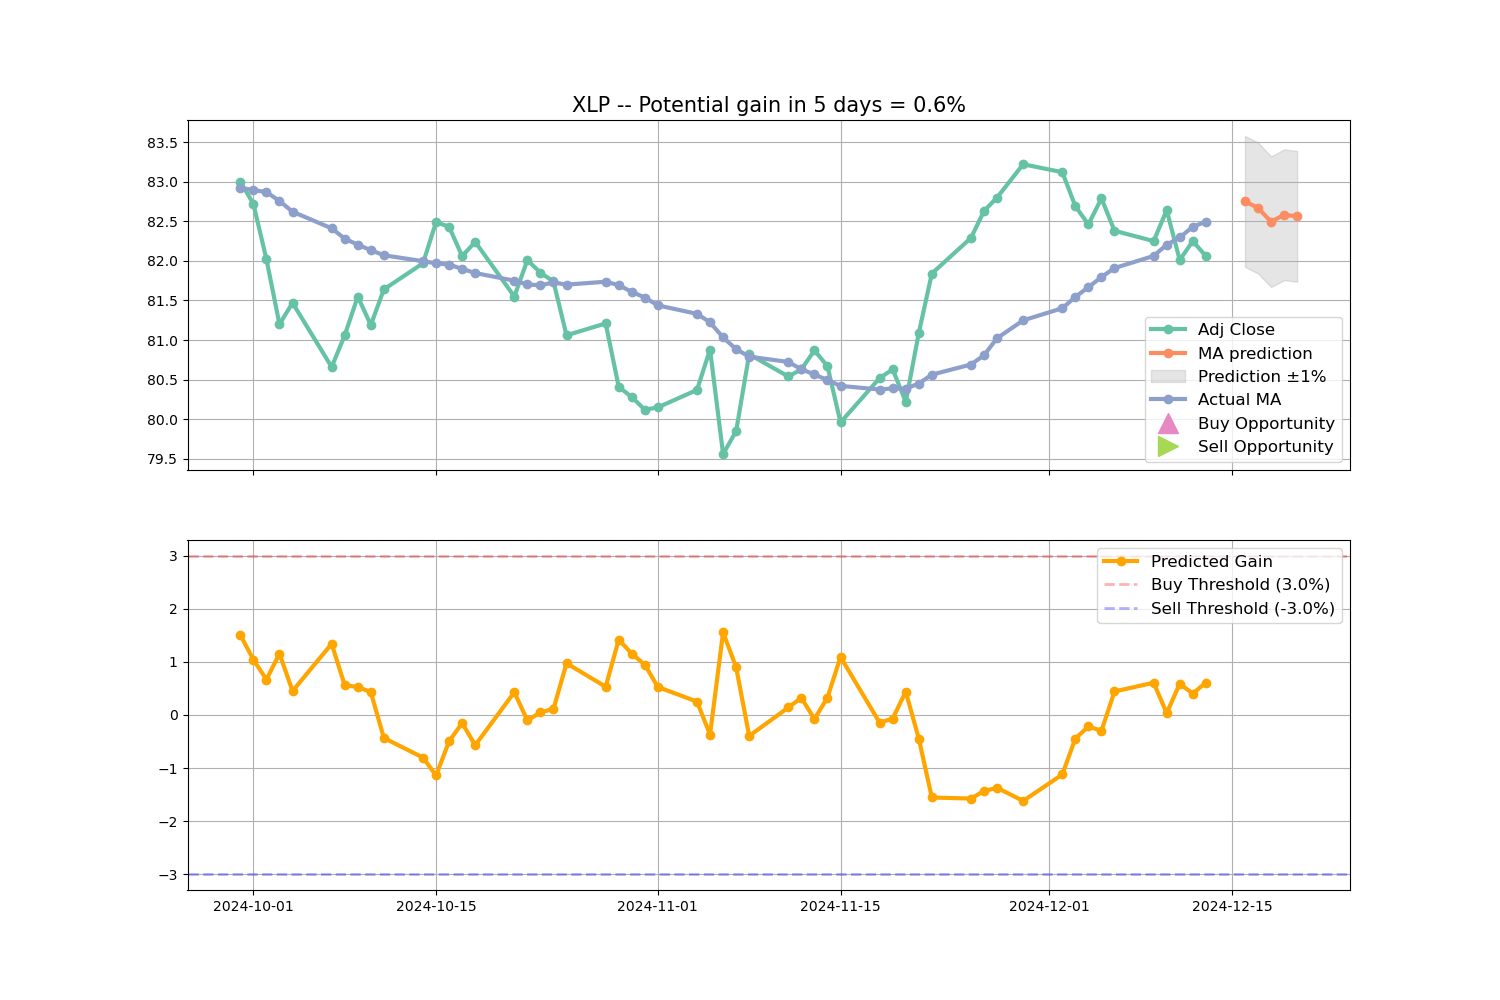 XLP -- Potential gain in 5 days = 0.6%
83.5
83.0
82.5
82.0
81.5
81.0
80.5
80.0
79.5
Adj Close
MA prediction
Prediction ±1%
Actual MA
Buy Opportunity
Sell Opportunity
3
2
1
0
−1
−2
−3
Predicted Gain
Buy Threshold (3.0%)
Sell Threshold (-3.0%)
2024-10-01 2024-10-15 2024-11-01 2024-11-15 2024-12-01 2024-12-15